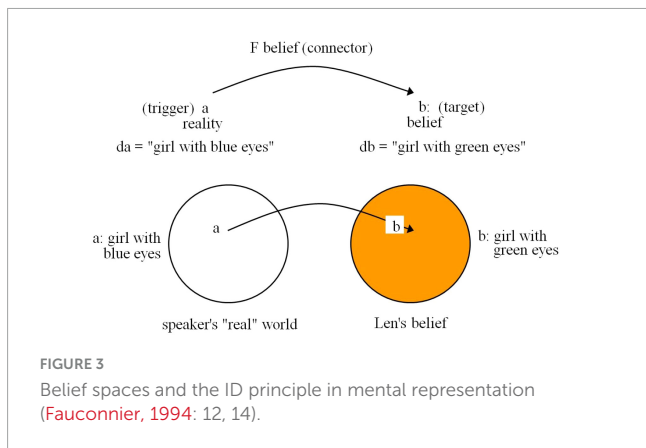 F belief (connector)
(trigger) a
reality
b: (target)
belief
da = "girl with blue eyes"
db = "girl with green eyes"
a: girl with
blue eyes
a
b
b: girl with
green eyes
speaker's "real" world
Len's belief
FIGURE 3
Belief spaces and the ID principle in mental representation
(Fauconnier, 1994: 12, 14).